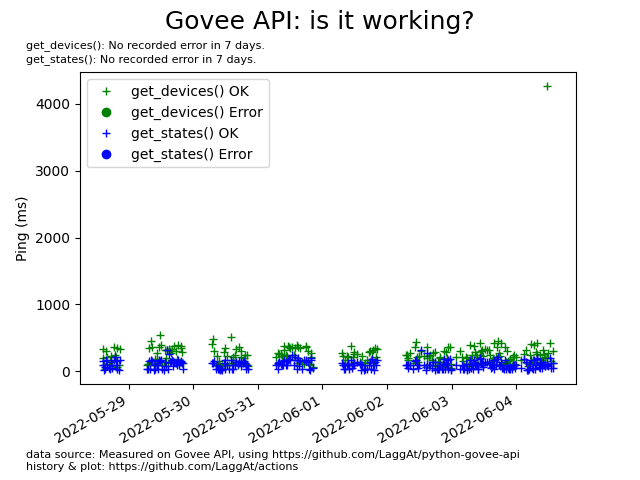 Govee API: is it working?
get_devices(): No recorded error in 7 days.
get_states(): No recorded error in 7 days.
get_devices() OK
get_devices() Error
get_states() OK
get_states() Error
Ping (ms)
4000
3000
2000
1000
0
2022-05-29
2022-05-30
2022-05-31
2022-06-01
2022-06-02
2022-06-03
2022-06-04
data source: Measured on Govee API, using https://github.com/LaggAt/python-govee-api
history & plot: https://github.com/LaggAt/actions